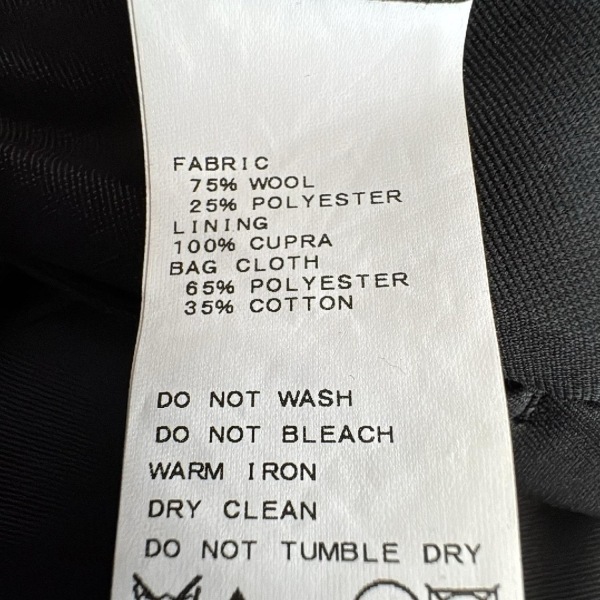 FABRIC
75% WOOL
25% POLYESTER
LINING
100% CUPRA
BAG CLOTH
65% POLYESTER
35% COTTON
DO NOT WASH
DO NOT BLEACH
WARM IRON
DRY CLEAN
DO NOT TUMBLE DRY